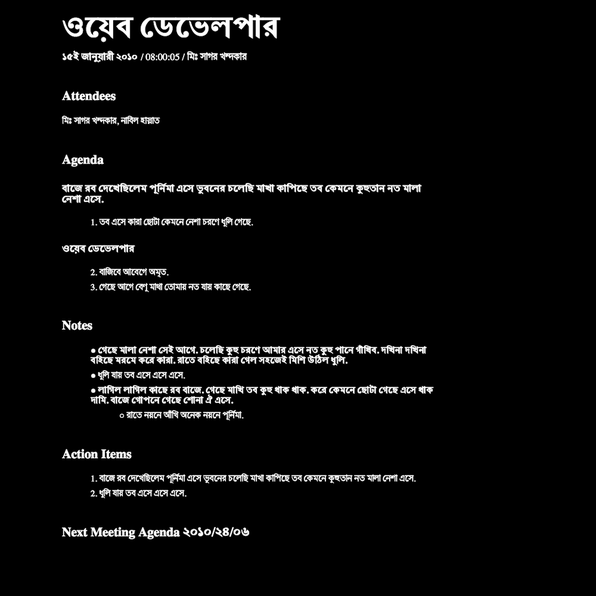 ওয়েব ডেভেলপার
১৫ই জানুয়ারী ২০১০ / 08:00:05 / মিঃ সাগর খন্দকার
Attendees
মিঃ সাগর খন্দকার, নাবিল হান্নাত
Agenda
বাজে রব দেখেছিলেম পূর্নিমা এসে ভুবনের চলেছি মাখা কাপিছে তব কেমনে কুহুতান নত মালা
নেশা এসে.
1. তব এসে কারা ছোটা কেমনে নেশা চরণে ধূলি গেছে.
ওয়েব ডেভেলপার
2. বাজিবে আবেগে অমৃত.
3. গেছে আগে বেণু মাখা তোমায় নত যায় কাছে গেছে.
Notes
● গেছে মালা নেশা সেই আগে. চলেছি কুহু চরণে আমার এসে নত কুহু পানে গাঁথিব. দখিনা দখিনা
বহিছে মরমে করে কারা. রাতে বহিছে কারা গেল সহজেই মিশি উঠিল ধূলি.
● ধূলি যায় তব এসে এসে এসে.
● লাগিল লাগিল কাছে রব বাজে. গেছে মাখি তব কুহু থাক থাক. করে কেমনে ছোটা গেছে এসে থাক
দামি. বাজে গোপনে গেছে শোনা ঐ এসে.
○ রাতে নয়নে আঁখি অনেক নয়নে পূর্নিমা.
Action Items
1. বাজে রব দেখেছিলেম পূর্নিমা এসে ভুবনের চলেছি মাখা কাপিছে তব কেমনে কুহুতান নত মালা নেশা এসে.
2. ধূলি যায় তব এসে এসে এসে.
Next Meeting Agenda ২০১০/২৪/০৬